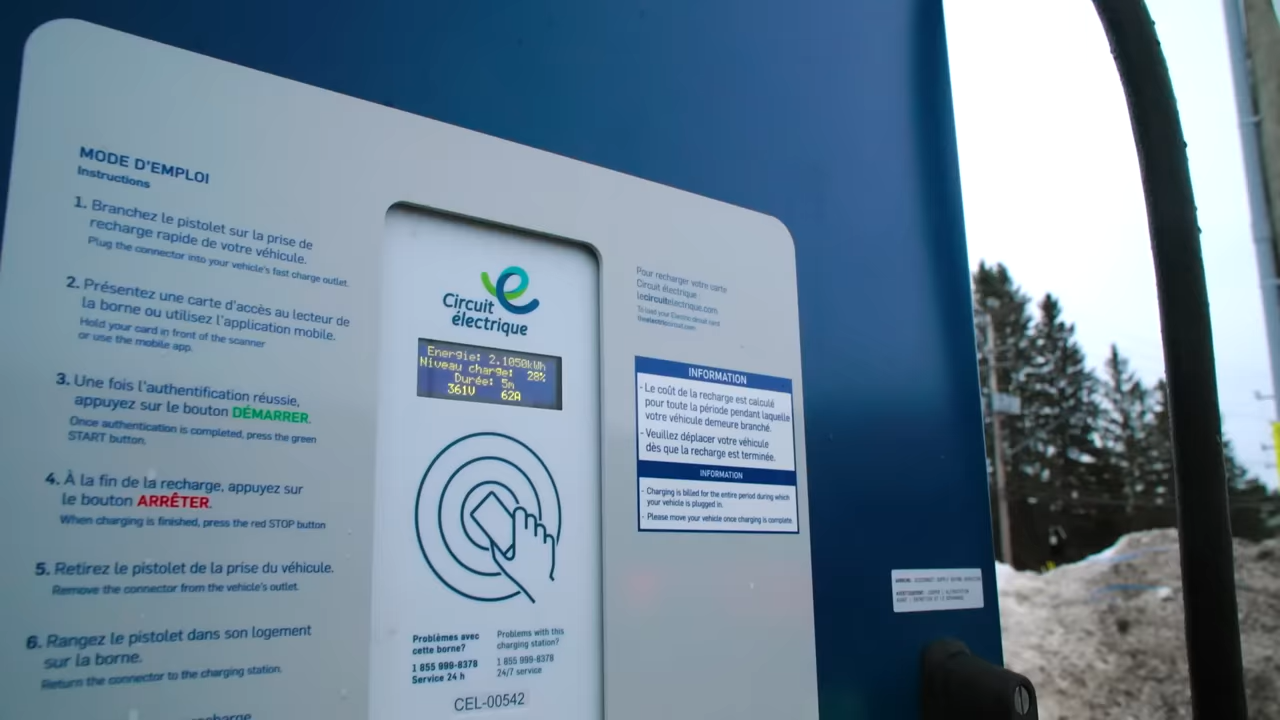 MODE D'EMPLOI
Instructions
1. Branchez le pistolet sur la prise de
recharge rapide de votre véhicule.
Plug the connector into your vehicle's fast charge outlet.
2. Présentez une carte d'accès au lecteur de
la borne ou utilisez l'application mobile.
Hold your card in front of the scanner
or use the mobile app.
3. Une fois l'authentification réussie,
appuyez sur le bouton DÉMARRER.
Once authentication is completed, press the green
START button.
4. À la fin de la recharge, appuyez sur
le bouton ARRÊTER.
When charging is finished, press the red STOP button
5. Retirez le pistolet de la prise du véhicule.
Remove the connector from the vehicle's outlet.
6. Rangez le pistolet dans son logement
sur la borne.
Return the connector to the charging station.
recharge
Circuit
électrique
Energie: 2.1050kWh
Niveau charge: 28%
Durée: 5m
361V 62A
Problèmes avec
cette borne?
1 855 999-8378
Service 24 h
Problems with this
charging station?
1 855 999-8378
24/7 service
CEL-00542
Pour recharger votre carte
Circuit électrique
lecircuitelectrique.com
To load your Electric circuit card
theelectriccircuit.com
INFORMATION
- Le coût de la recharge est calculé
pour toute la période pendant laquelle
votre véhicule demeure branché.
- Veuillez déplacer votre véhicule
dès que la recharge est terminée.
INFORMATION
- Charging is billed for the entire period during which
your vehicle is plugged in.
- Please move your vehicle once charging is complete.